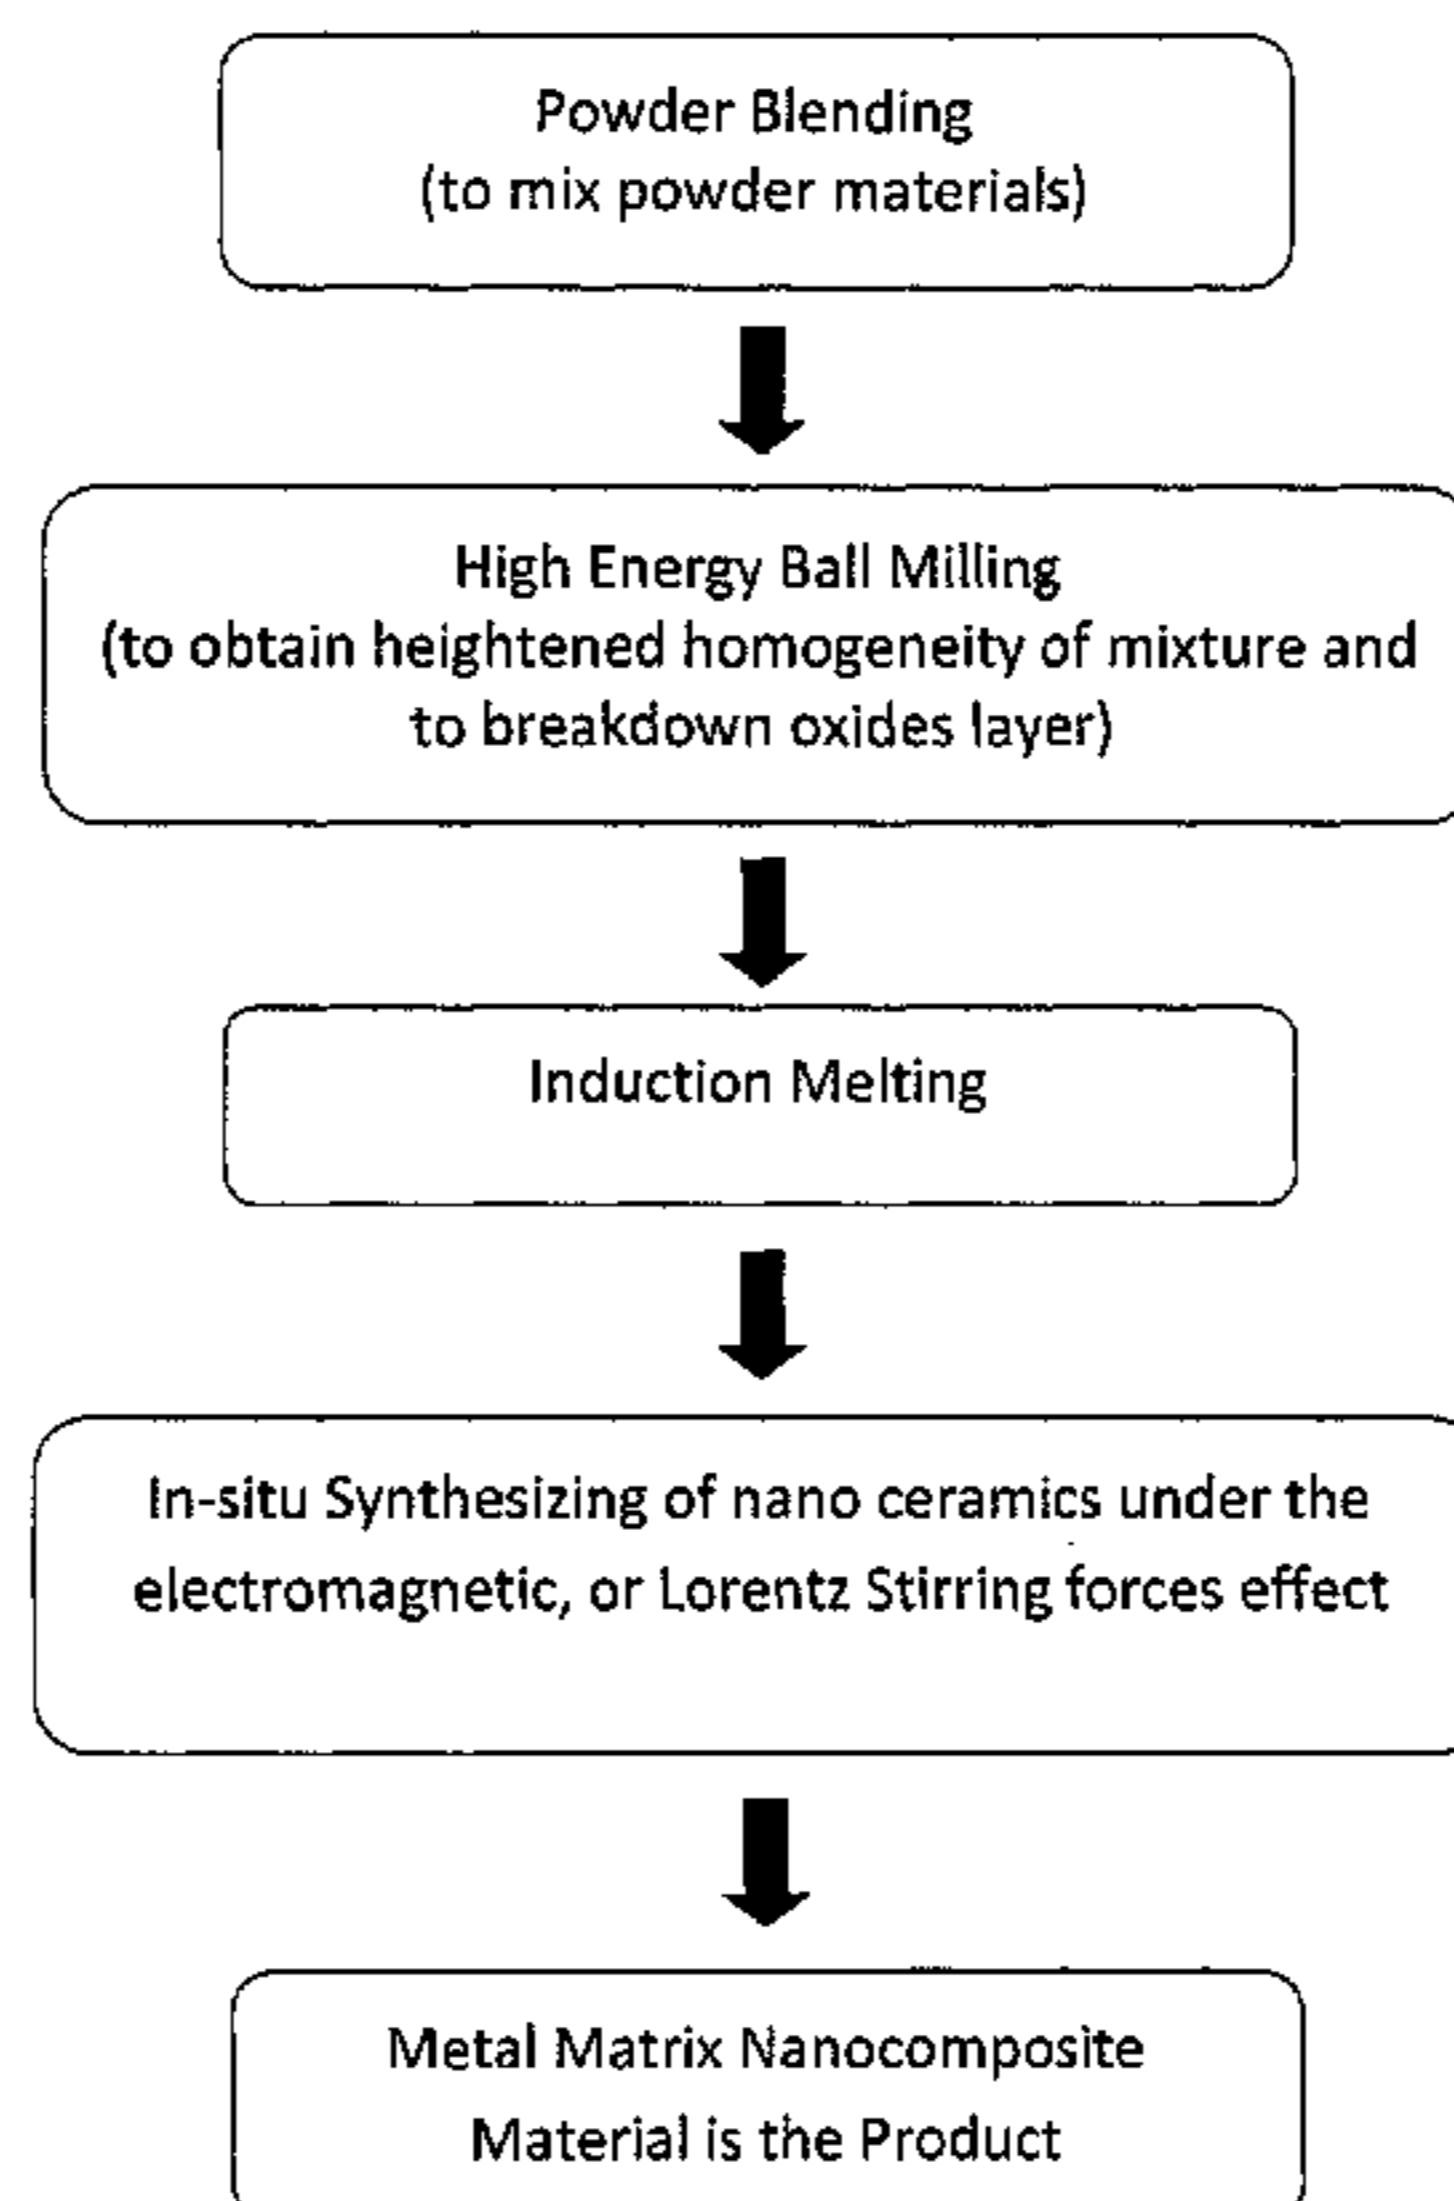 Powder Blending
(to mix powder materials)
High Energy Ball Milling
(to obtain heightened homogeneity of mixture and
to breakdown oxides layer)
Induction Melting
In-situ Synthesizing of nano ceramics under the
electromagnetic, or Lorentz Stirring forces effect
Metal Matrix Nanocomposite
Material is the Product